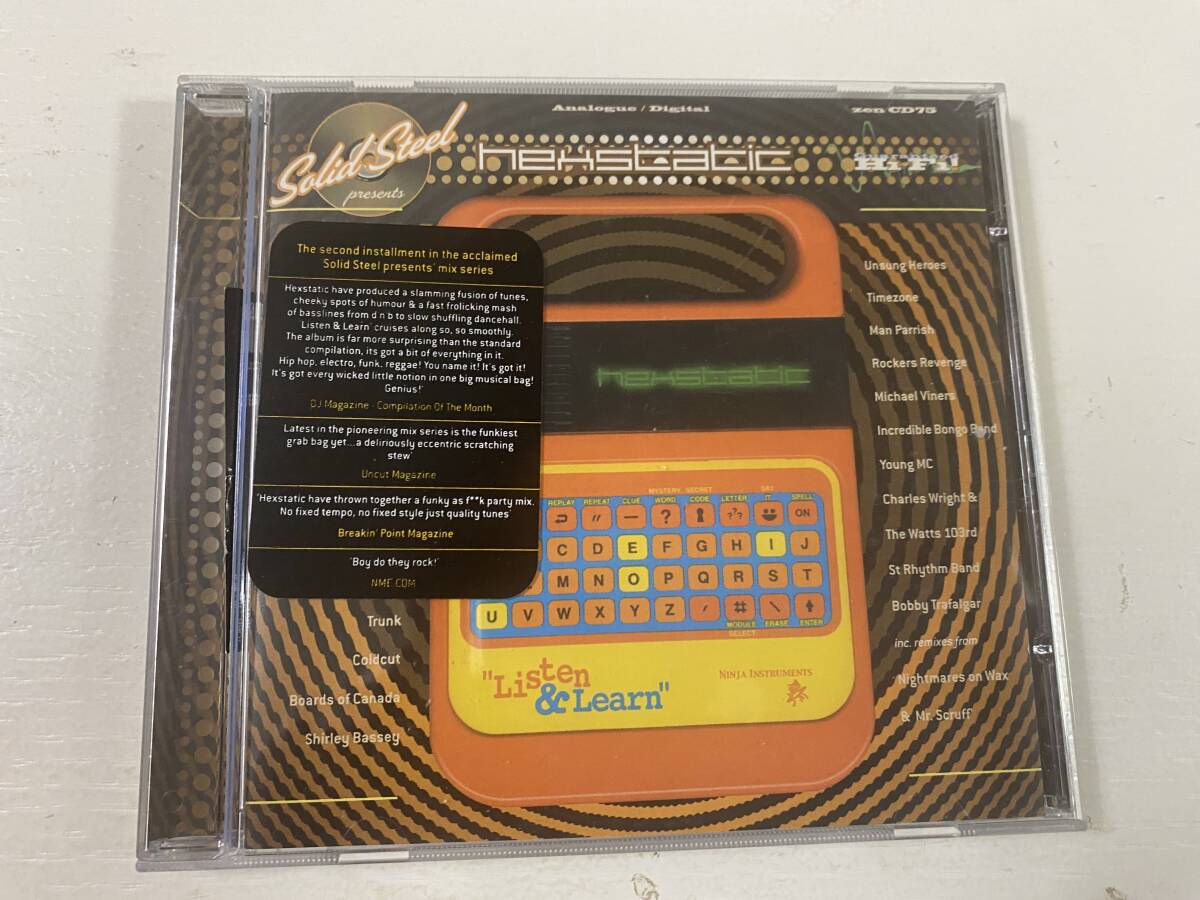 Analogue / Digital
zen CD75
Solid Steel
presents
hexstatic
Hi-Fi
The second installment in the acclaimed
'Solid Steel presents' mix series
'Hexstatic have produced a slamming fusion of tunes,
cheeky spots of humour & a fast frolicking mash
of basslines from d n b to slow shuffling dancehall.
'Listen & Learn' cruises along so, so smoothly.
The album is far more surprising than the standard
compilation, its got a bit of everything in it.
Hip hop, electro, funk, reggae! You name it! It's got it!
It's got every wicked little notion in one big musical bag!
Genius!'
DJ Magazine - Compilation Of The Month
'Latest in the pioneering mix series is the funkiest
grab bag yet...a deliriously eccentric scratching
stew'
Uncut Magazine
'Hexstatic have thrown together a funky as f**k party mix.
No fixed tempo, no fixed style just quality tunes'
Breakin' Point Magazine
'Boy do they rock!'
NME.COM
Trunk
Coldcut
Boards of Canada
Shirley Bassey
hexstatic
MYSTERY SECRET SAY
REPLAY REPEAT CLUE WORD CODE LETTER IT SPELL
// — ? ??? ON
C D E F G H I J
M N O P Q R S T
U V W X Y Z ' # \
MODULE ERASE ENTER
SELECT
"Listen
& Learn"
NINJA INSTRUMENTS
Unsung Heroes
Timezone
Man Parrish
Rockers Revenge
Michael Viners
Incredible Bongo Band
Young MC
Charles Wright &
The Watts 103rd
St Rhythm Band
Bobby Trafalgar
inc. remixes from
Nightmares on Wax
& Mr. Scruff